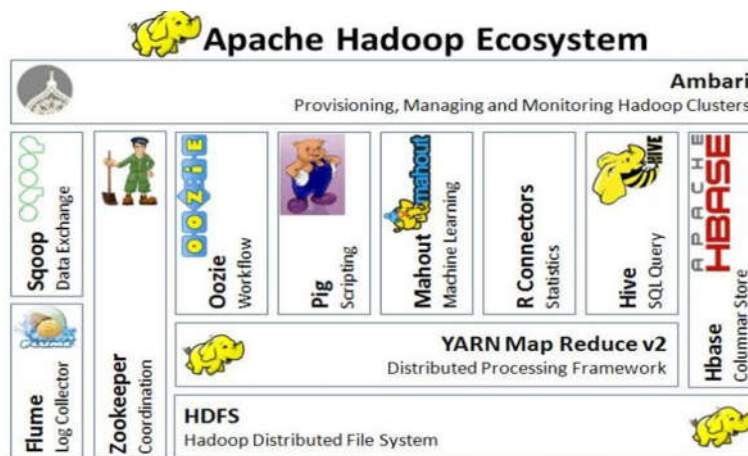 Apache Hadoop Ecosystem
Ambari
Provisioning, Managing and Monitoring Hadoop Clusters
sqoop
Sqoop
Data Exchange
FLUME
Flume
Log Collector
Zookeeper
Coordination
OOZIE
Oozie
Workflow
Pig
Scripting
mahout
Mahout
Machine Learning
R Connectors
Statistics
HIVE
Hive
SQL Query
APACHE
HBASE
Hbase
Columnar Store
YARN Map Reduce v2
Distributed Processing Framework
HDFS
Hadoop Distributed File System